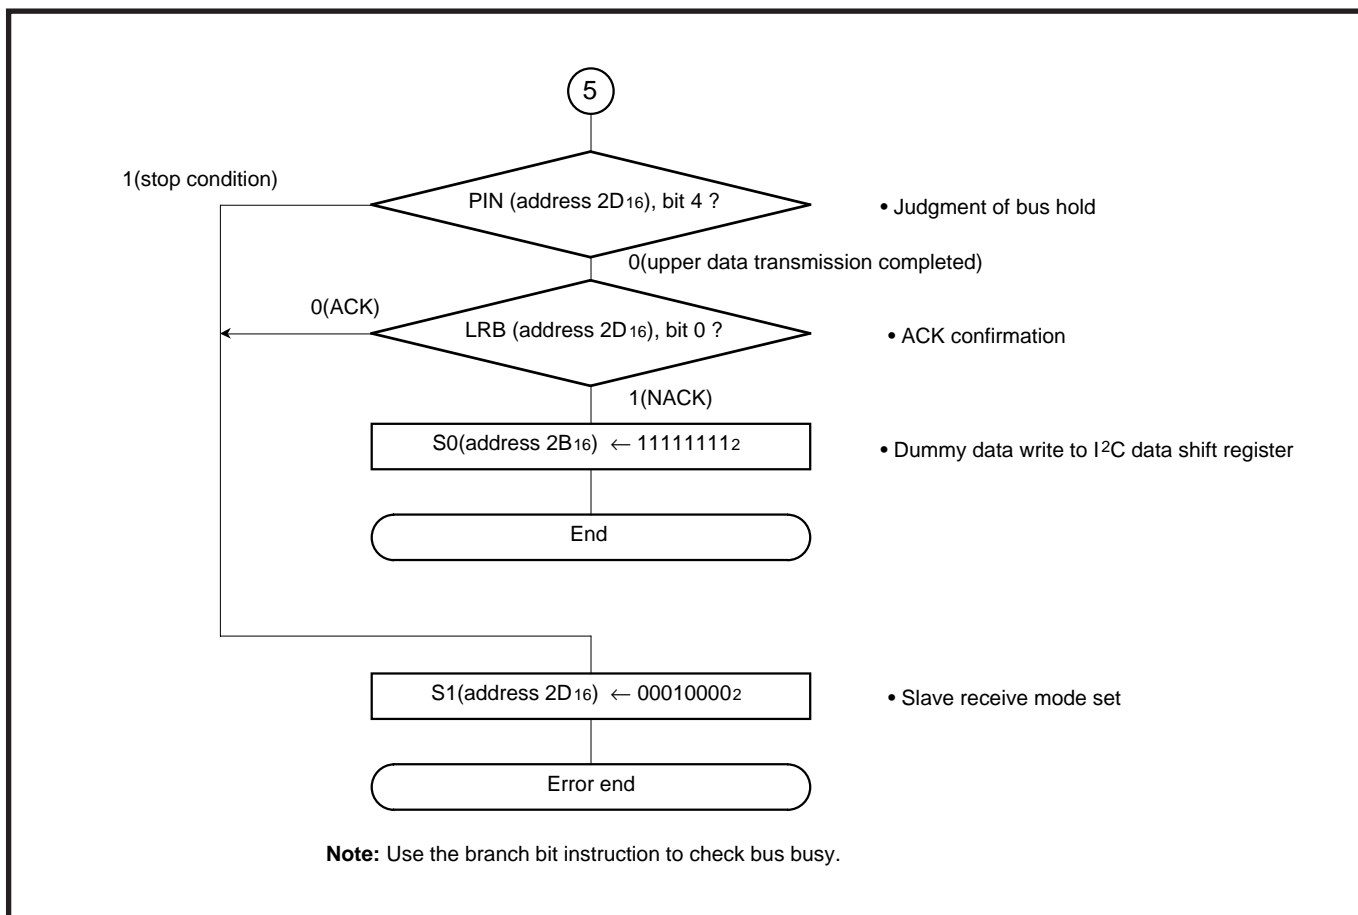 5
1(stop condition)
PIN (address 2D16), bit 4 ?
• Judgment of bus hold
0(upper data transmission completed)
0(ACK)
LRB (address 2D16), bit 0 ?
• ACK confirmation
1(NACK)
S0(address 2B16) ← 111111112
• Dummy data write to I2C data shift register
End
S1(address 2D16) ← 000100002
• Slave receive mode set
Error end
Note: Use the branch bit instruction to check bus busy.